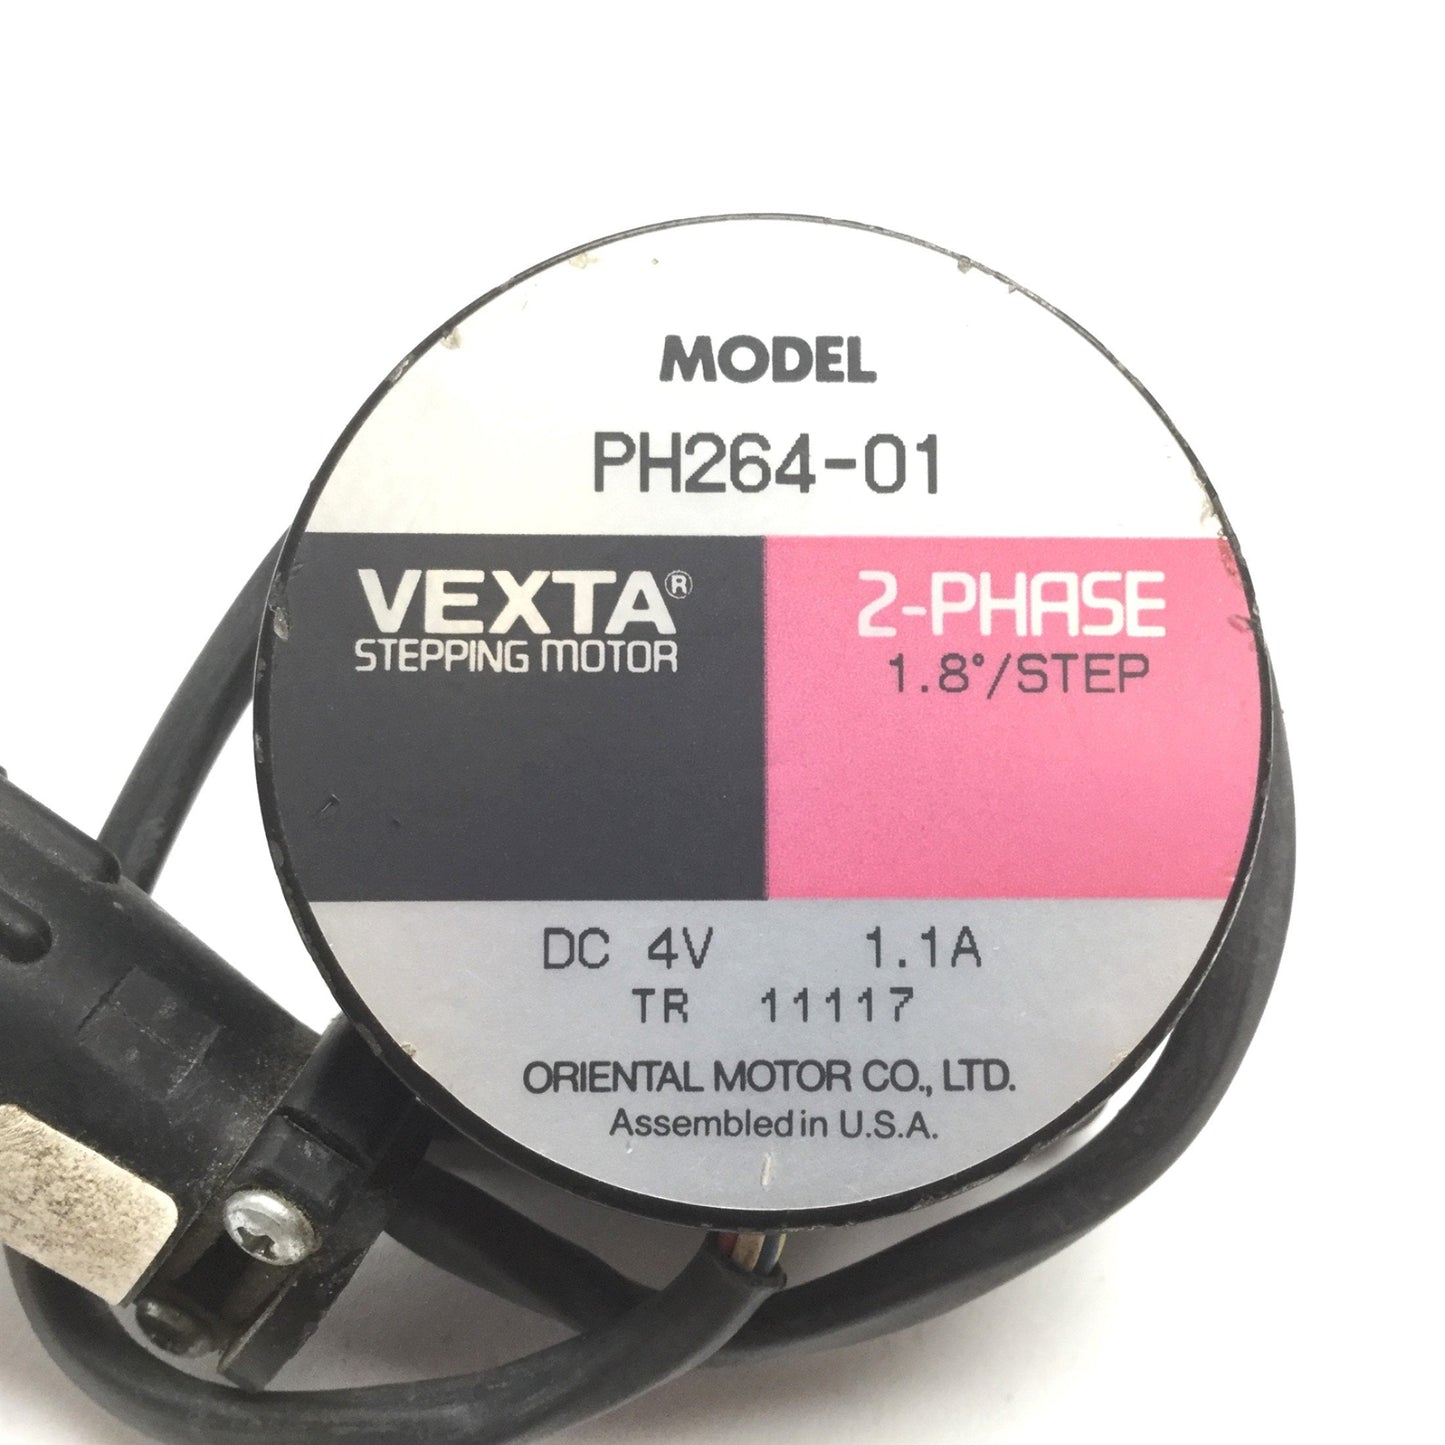 MODEL
PH264-01
VEXTA®
STEPPING MOTOR
2-PHASE
1.8°/STEP
DC 4V 1.1A
TR 11117
ORIENTAL MOTOR CO., LTD.
Assembled in U.S.A.